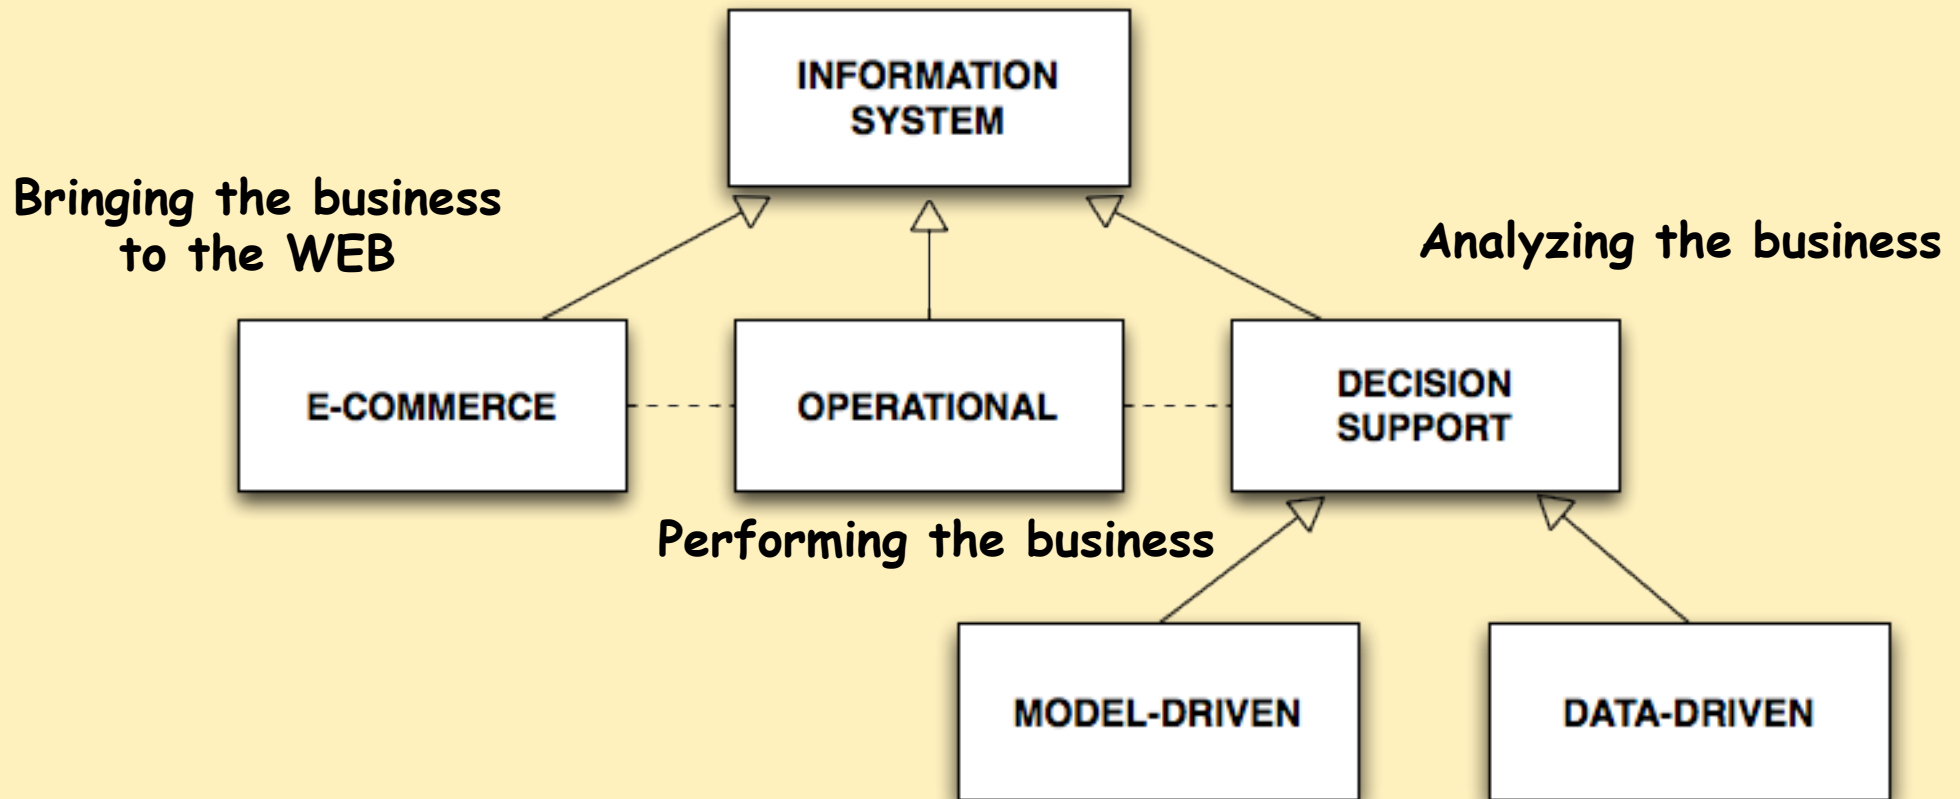 INFORMATION
SYSTEM
Bringing the business
to the WEB
Analyzing the business
E-COMMERCE
OPERATIONAL
DECISION
SUPPORT
Performing the business
MODEL-DRIVEN
DATA-DRIVEN